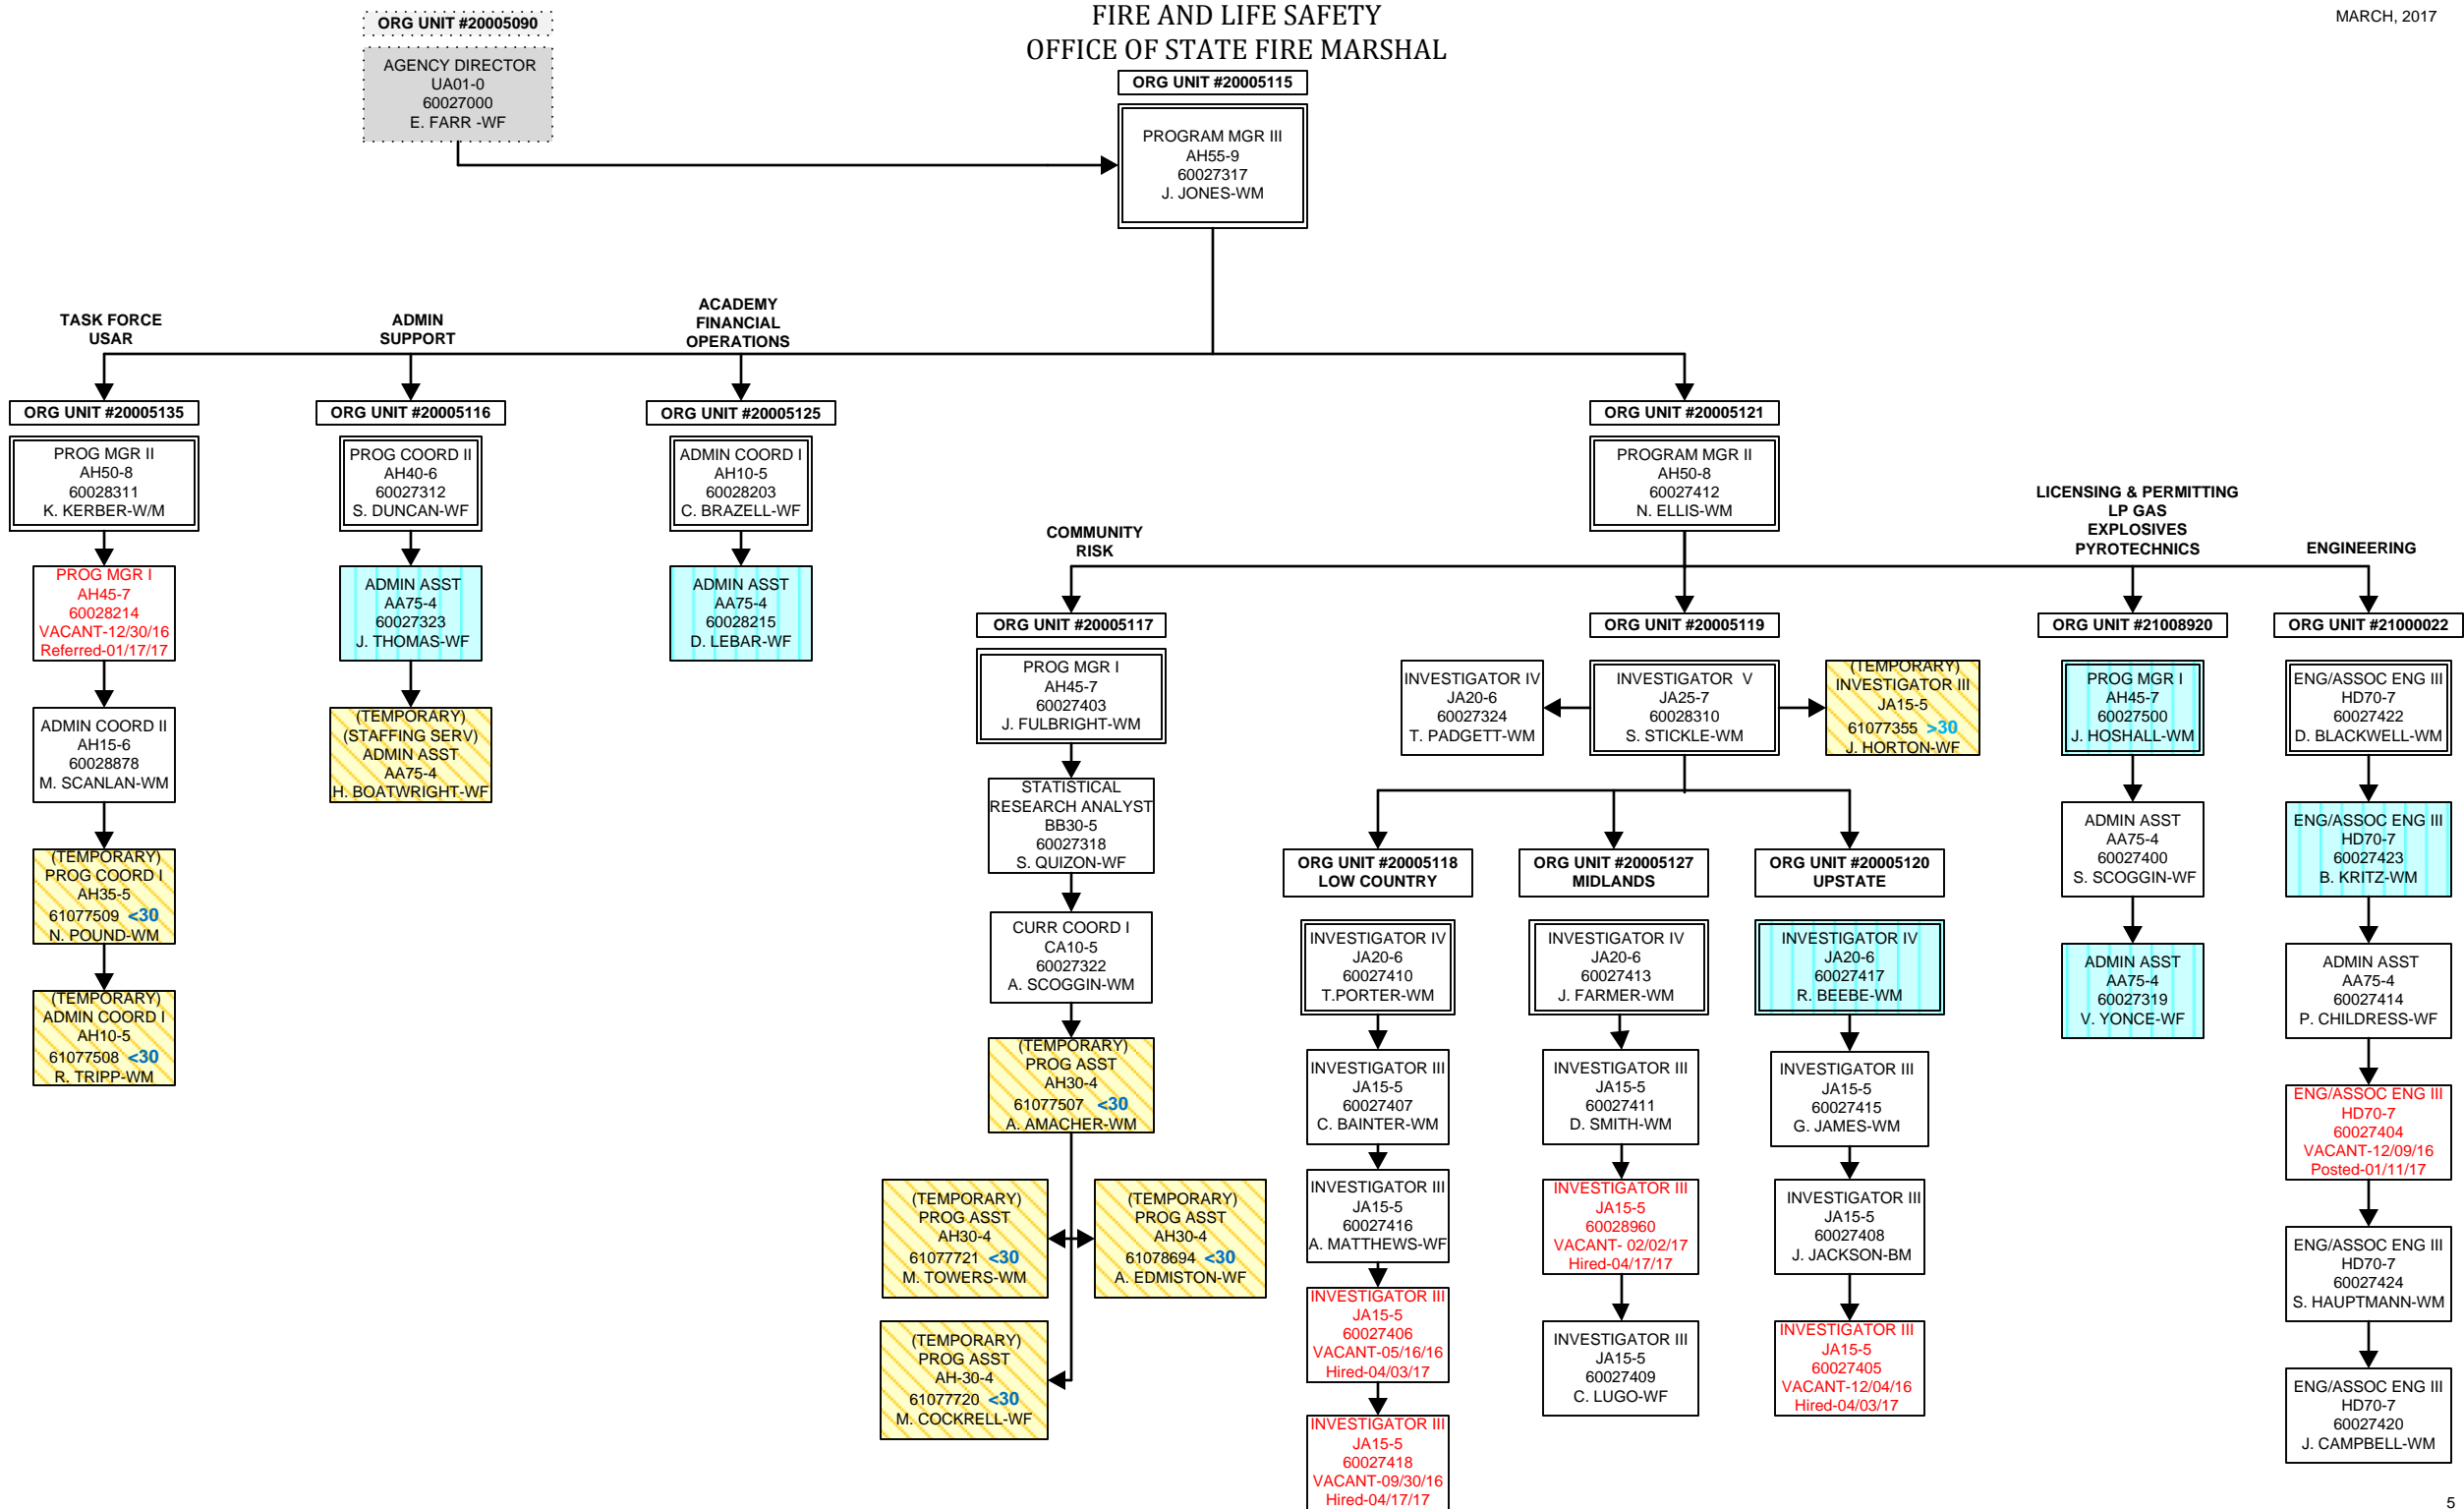 FIRE AND LIFE SAFETY
OFFICE OF STATE FIRE MARSHAL
MARCH, 2017
ORG UNIT #20005090
AGENCY DIRECTOR
UA01-0
60027000
E. FARR -WF
ORG UNIT #20005115
PROGRAM MGR III
AH55-9
60027317
J. JONES-WM
TASK FORCE
USAR
ORG UNIT #20005135
PROG MGR II
AH50-8
60028311
K. KERBER-W/M
PROG MGR I
AH45-7
60028214
VACANT-12/30/16
Referred-01/17/17
ADMIN COORD II
AH15-6
60028878
M. SCANLAN-WM
(TEMPORARY)
PROG COORD I
AH35-5
61077509 <30
N. POUND-WM
(TEMPORARY)
ADMIN COORD I
AH10-5
61077508 <30
R. TRIPP-WM
ADMIN
SUPPORT
ORG UNIT #20005116
PROG COORD II
AH40-6
60027312
S. DUNCAN-WF
ADMIN ASST
AA75-4
60027323
J. THOMAS-WF
(TEMPORARY)
(STAFFING SERV)
ADMIN ASST
AA75-4
H. BOATWRIGHT-WF
ACADEMY
FINANCIAL
OPERATIONS
ORG UNIT #20005125
ADMIN COORD I
AH10-5
60028203
C. BRAZELL-WF
ADMIN ASST
AA75-4
60028215
D. LEBAR-WF
ORG UNIT #20005121
PROGRAM MGR II
AH50-8
60027412
N. ELLIS-WM
COMMUNITY
RISK
ORG UNIT #20005117
PROG MGR I
AH45-7
60027403
J. FULBRIGHT-WM
STATISTICAL
RESEARCH ANALYST
BB30-5
60027318
S. QUIZON-WF
CURR COORD I
CA10-5
60027322
A. SCOGGIN-WM
(TEMPORARY)
PROG ASST
AH30-4
61077507 <30
A. AMACHER-WM
(TEMPORARY)
PROG ASST
AH30-4
61077721 <30
M. TOWERS-WM
(TEMPORARY)
PROG ASST
AH30-4
61078694 <30
A. EDMISTON-WF
(TEMPORARY)
PROG ASST
AH-30-4
61077720 <30
M. COCKRELL-WF
ORG UNIT #20005119
INVESTIGATOR IV
JA20-6
60027324
T. PADGETT-WM
INVESTIGATOR V
JA25-7
60028310
S. STICKLE-WM
(TEMPORARY)
INVESTIGATOR III
JA15-5
61077355 >30
J. HORTON-WF
ORG UNIT #20005118
LOW COUNTRY
INVESTIGATOR IV
JA20-6
60027410
T.PORTER-WM
INVESTIGATOR III
JA15-5
60027407
C. BAINTER-WM
INVESTIGATOR III
JA15-5
60027416
A. MATTHEWS-WF
INVESTIGATOR III
JA15-5
60027406
VACANT-05/16/16
Hired-04/03/17
INVESTIGATOR III
JA15-5
60027418
VACANT-09/30/16
Hired-04/17/17
ORG UNIT #20005127
MIDLANDS
INVESTIGATOR IV
JA20-6
60027413
J. FARMER-WM
INVESTIGATOR III
JA15-5
60027411
D. SMITH-WM
INVESTIGATOR III
JA15-5
60028960
VACANT- 02/02/17
Hired-04/17/17
INVESTIGATOR III
JA15-5
60027409
C. LUGO-WF
ORG UNIT #20005120
UPSTATE
INVESTIGATOR IV
JA20-6
60027417
R. BEEBE-WM
INVESTIGATOR III
JA15-5
60027415
G. JAMES-WM
INVESTIGATOR III
JA15-5
60027408
J. JACKSON-BM
INVESTIGATOR III
JA15-5
60027405
VACANT-12/04/16
Hired-04/03/17
LICENSING & PERMITTING
LP GAS
EXPLOSIVES
PYROTECHNICS
ORG UNIT #21008920
PROG MGR I
AH45-7
60027500
J. HOSHALL-WM
ADMIN ASST
AA75-4
60027400
S. SCOGGIN-WF
ADMIN ASST
AA75-4
60027319
V. YONCE-WF
ENGINEERING
ORG UNIT #21000022
ENG/ASSOC ENG III
HD70-7
60027422
D. BLACKWELL-WM
ENG/ASSOC ENG III
HD70-7
60027423
B. KRITZ-WM
ADMIN ASST
AA75-4
60027414
P. CHILDRESS-WF
ENG/ASSOC ENG III
HD70-7
60027404
VACANT-12/09/16
Posted-01/11/17
ENG/ASSOC ENG III
HD70-7
60027424
S. HAUPTMANN-WM
ENG/ASSOC ENG III
HD70-7
60027420
J. CAMPBELL-WM
5